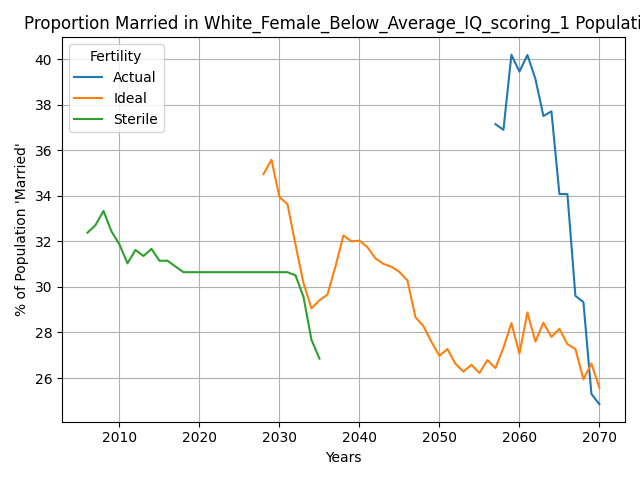 Proportion Married in White_Female_Below_Average_IQ_scoring_1 Populati
Fertility
Actual
Ideal
Sterile
% of Population 'Married'
40
38
36
34
32
30
28
26
2010 2020 2030 2040 2050 2060 2070
Years